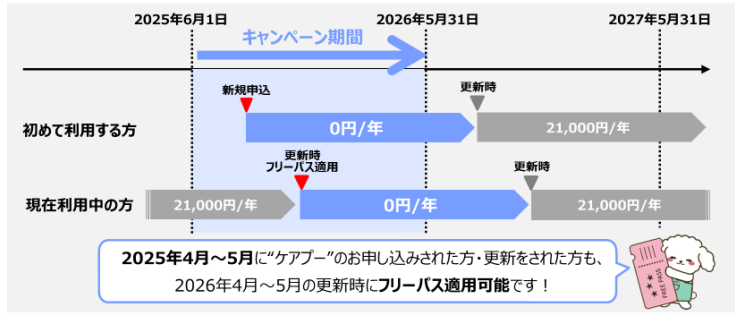 2025年6月1日 2026年5月31日 2027年5月31日
キャンペーン期間
新規申込
更新時
初めて利用する方
0円/年
21,000円/年
更新時
フリーパス適用
更新時
現在利用中の方
21,000円/年
0円/年
21,000円/年
2025年4月～5月に“ケアプー”のお申し込みされた方・更新をされた方も、
2026年4月～5月の更新時にフリーパス適用可能です！
FREE PASS